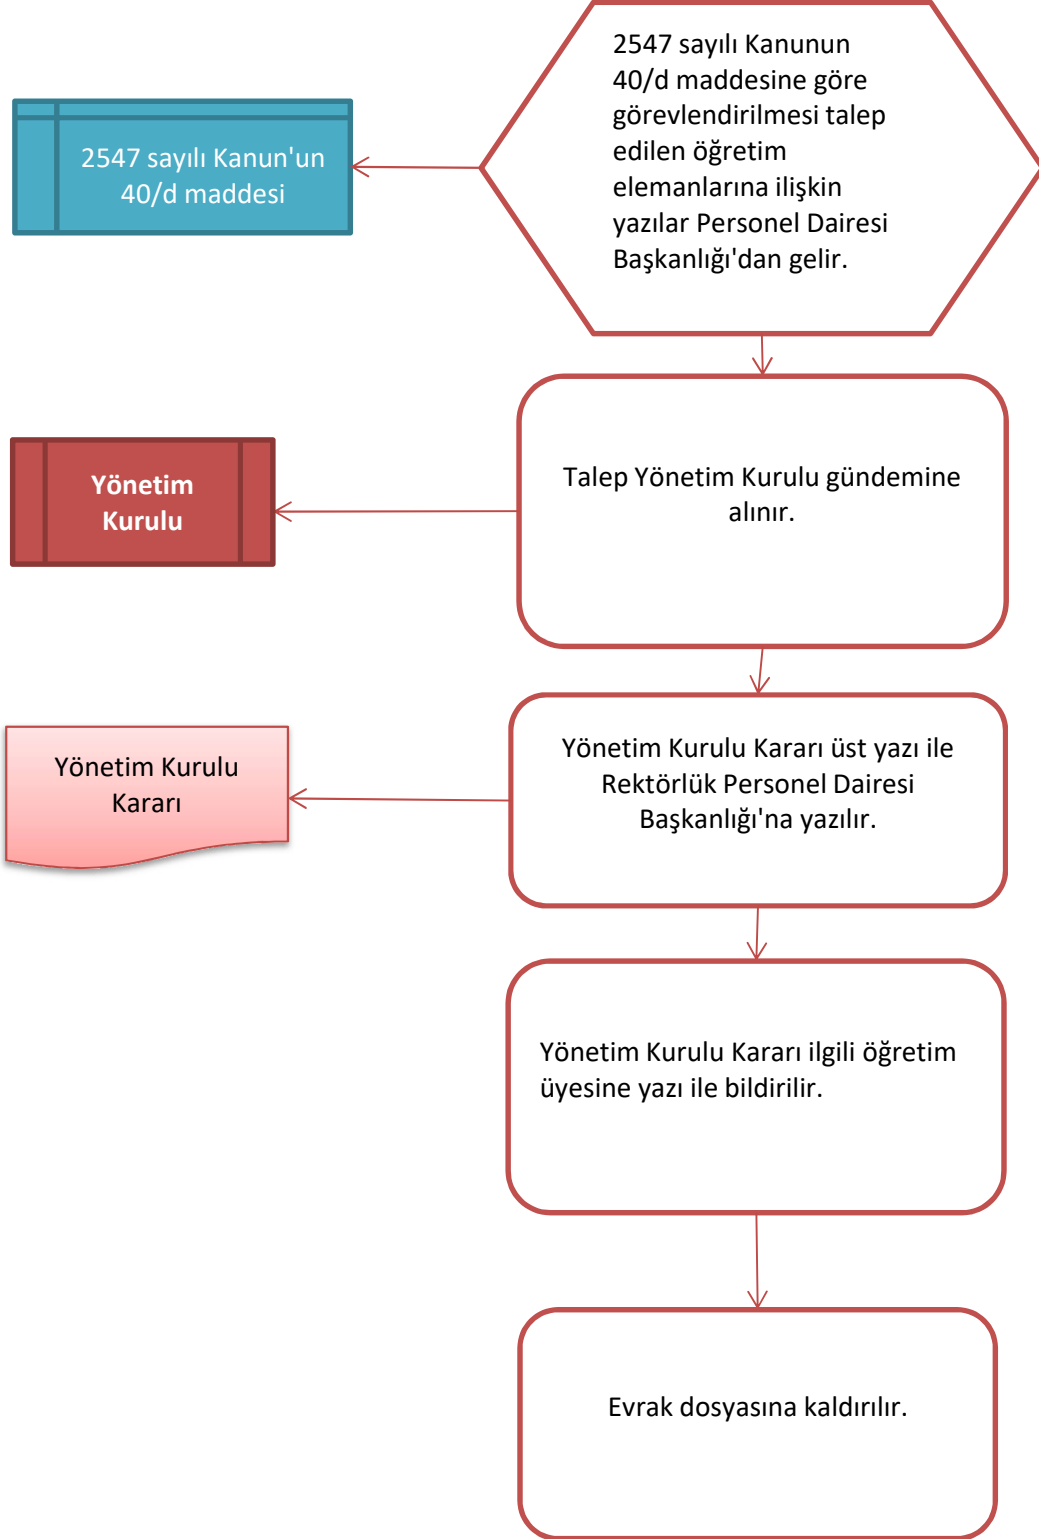 2547 sayılı Kanunun
40/d maddesine göre
görevlendirilmesi talep
edilen öğretim
elemanlarına ilişkin
yazılar Personel Dairesi
Başkanlığı'dan gelir.
2547 sayılı Kanun'un
40/d maddesi
Talep Yönetim Kurulu gündemine
alınır.
Yönetim
Kurulu
Yönetim Kurulu Kararı üst yazı ile
Rektörlük Personel Dairesi
Başkanlığı'na yazılır.
Yönetim Kurulu
Kararı
Yönetim Kurulu Kararı ilgili öğretim
üyesine yazı ile bildirilir.
Evrak dosyasına kaldırılır.